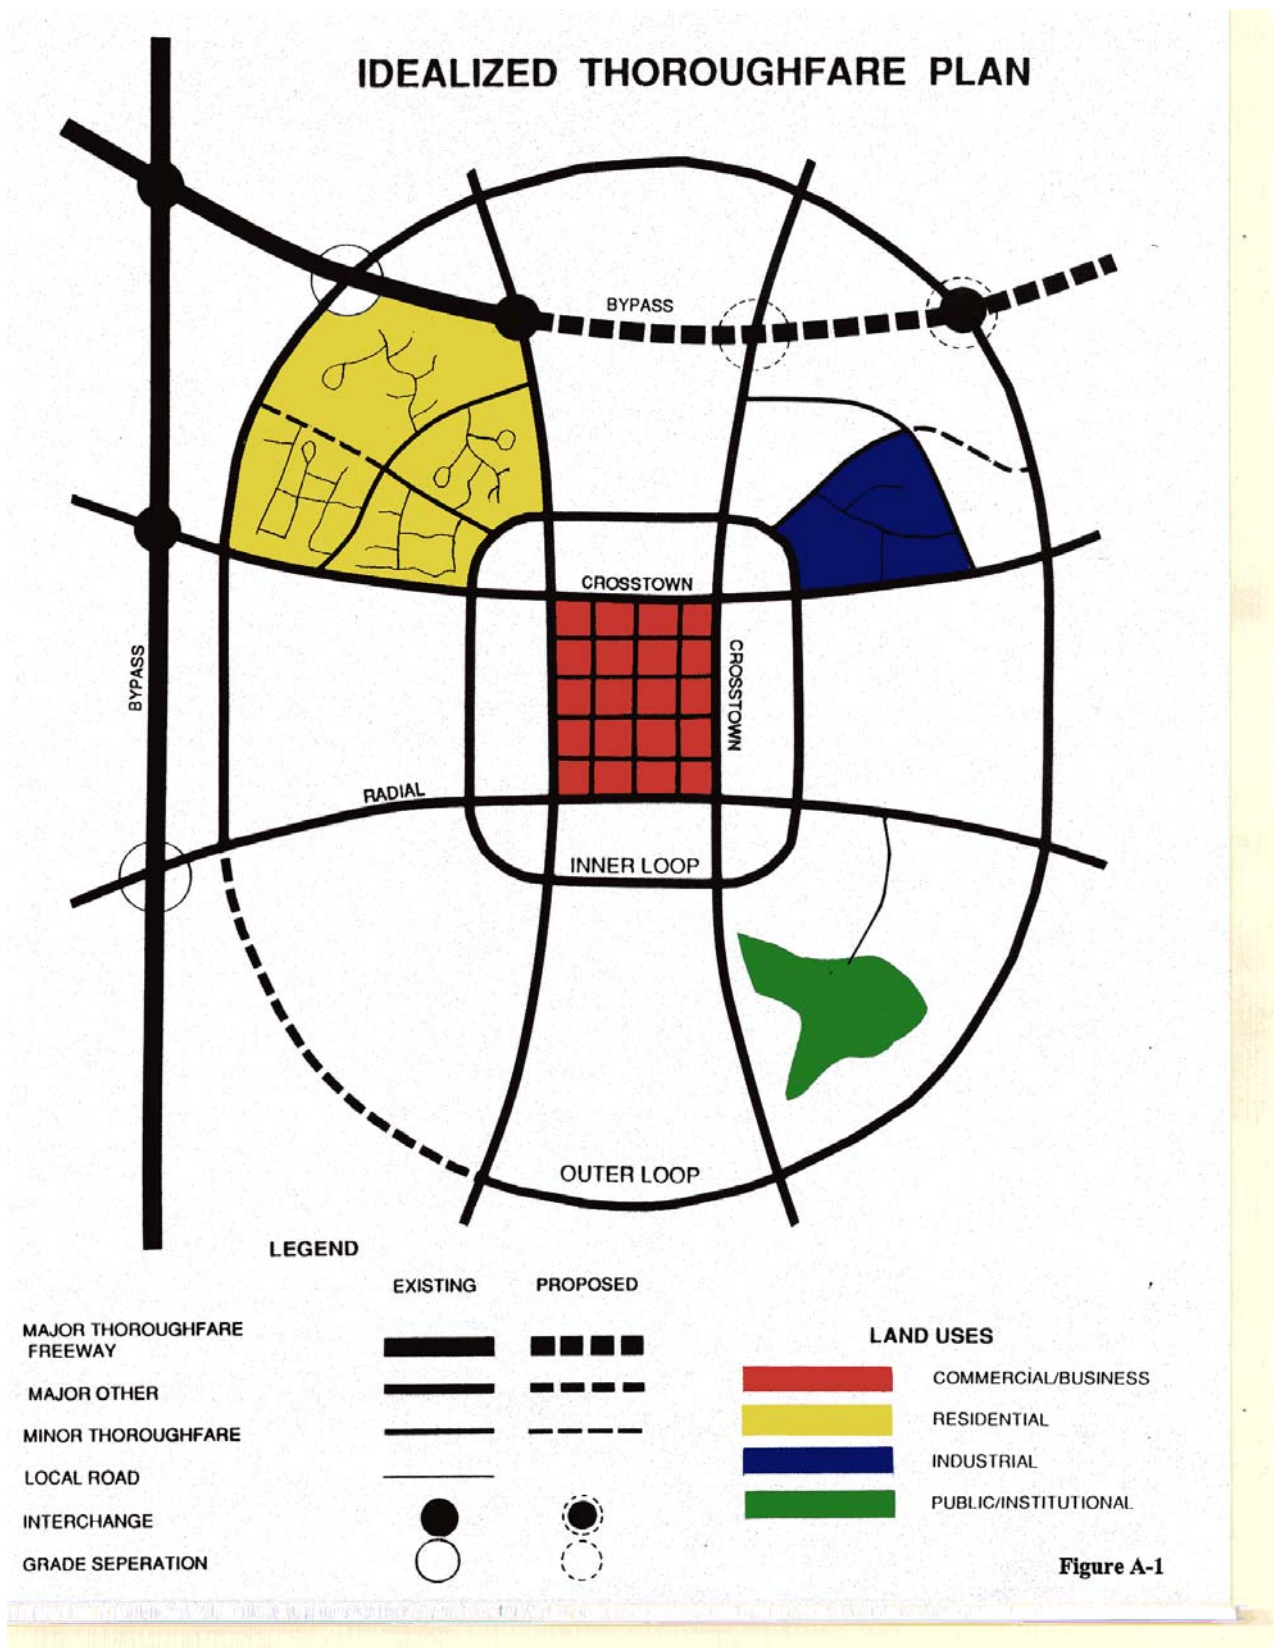 IDEALIZED THOROUGHFARE PLAN
BYPASS
CROSSTOWN
CROSSTOWN
BYPASS
RADIAL
INNER LOOP
OUTER LOOP
LEGEND
EXISTING PROPOSED
MAJOR THOROUGHFARE
FREEWAY
MAJOR OTHER
MINOR THOROUGHFARE
LOCAL ROAD
INTERCHANGE
GRADE SEPERATION
LAND USES
COMMERCIAL/BUSINESS
RESIDENTIAL
INDUSTRIAL
PUBLIC/INSTITUTIONAL
Figure A-1